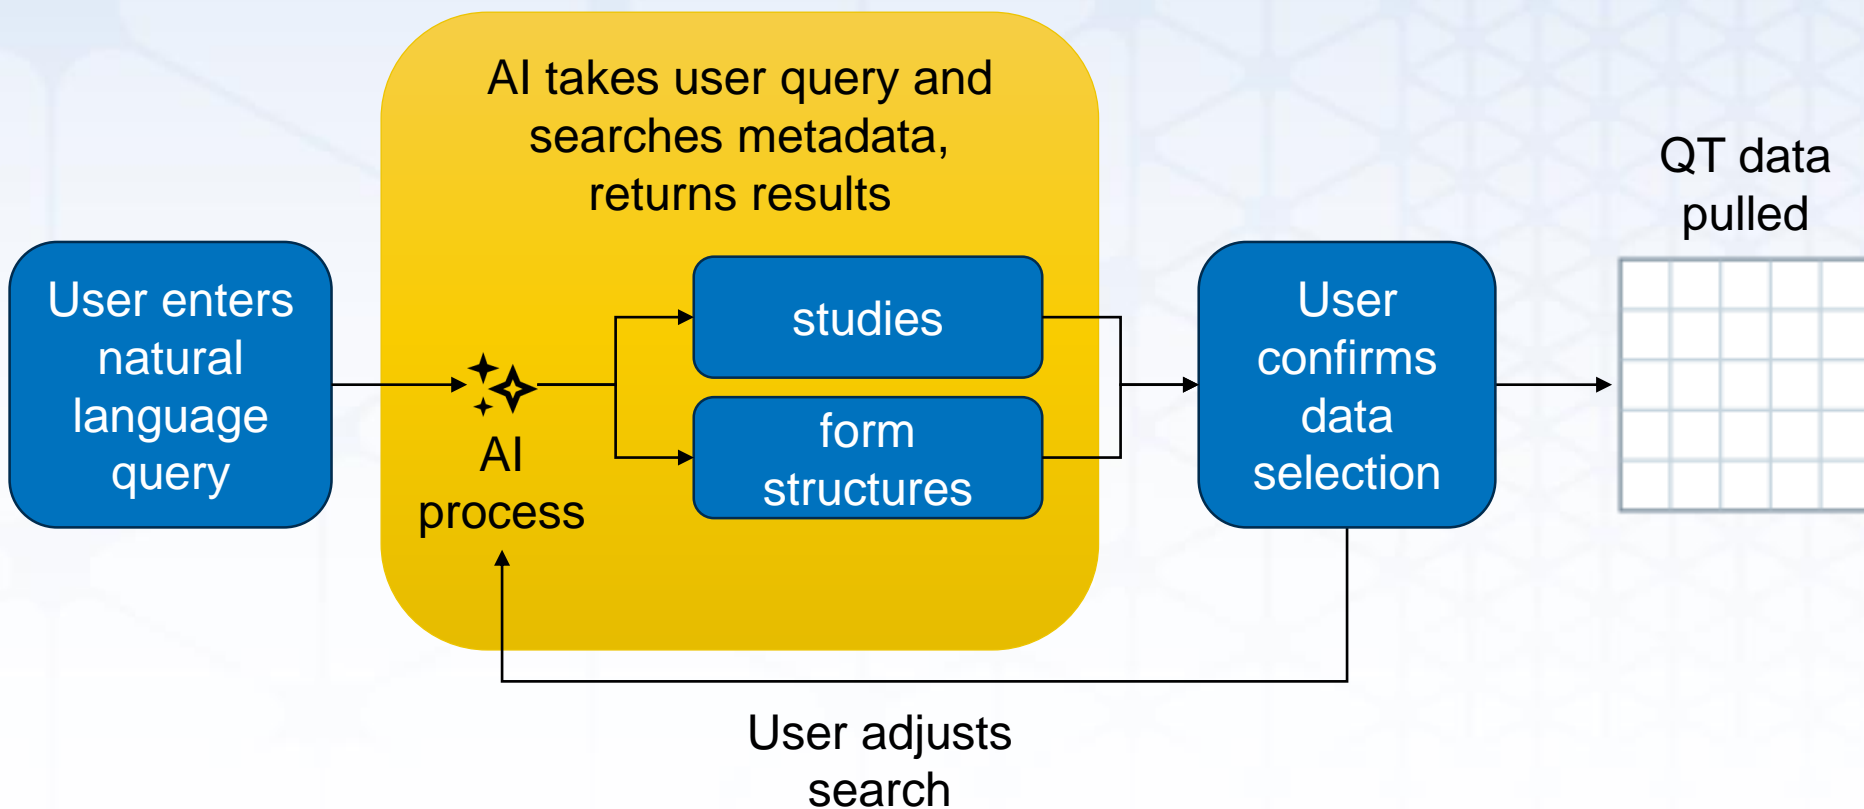 AI takes user query and
searches metadata,
returns results
User enters
natural
language
query
AI
process
studies
form
structures
User
confirms
data
selection
QT data
pulled
User adjusts
search